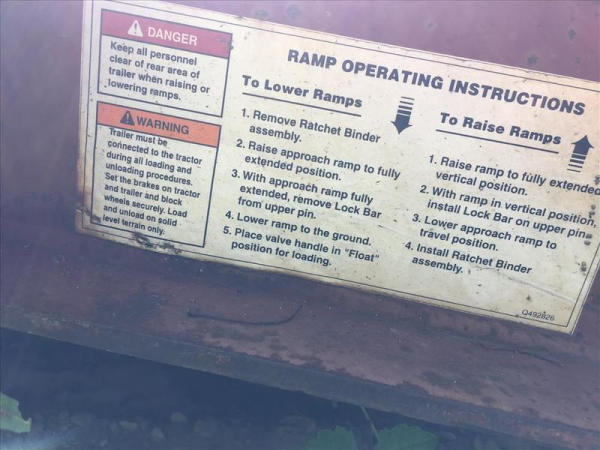 DANGER
Keep all personnel
clear of rear area of
trailer when raising or
lowering ramps.
WARNING
Trailer must be
connected to the tractor
during all loading and
unloading procedures.
Set the brakes on tractor
and trailer and block
wheels securely. Load
and unload on solid
level terrain only.
RAMP OPERATING INSTRUCTIONS
To Lower Ramps
1. Remove Ratchet Binder
assembly.
2. Raise approach ramp to fully
extended position.
3. With approach ramp fully
extended, remove Lock Bar
from upper pin.
4. Lower ramp to the ground.
5. Place valve handle in "Float"
position for loading.
To Raise Ramps
1. Raise ramp to fully extended
vertical position.
2. With ramp in vertical position,
install Lock Bar on upper pin
3. Lower approach ramp to
travel position.
4. Install Ratchet Binder
assembly.
Q492826